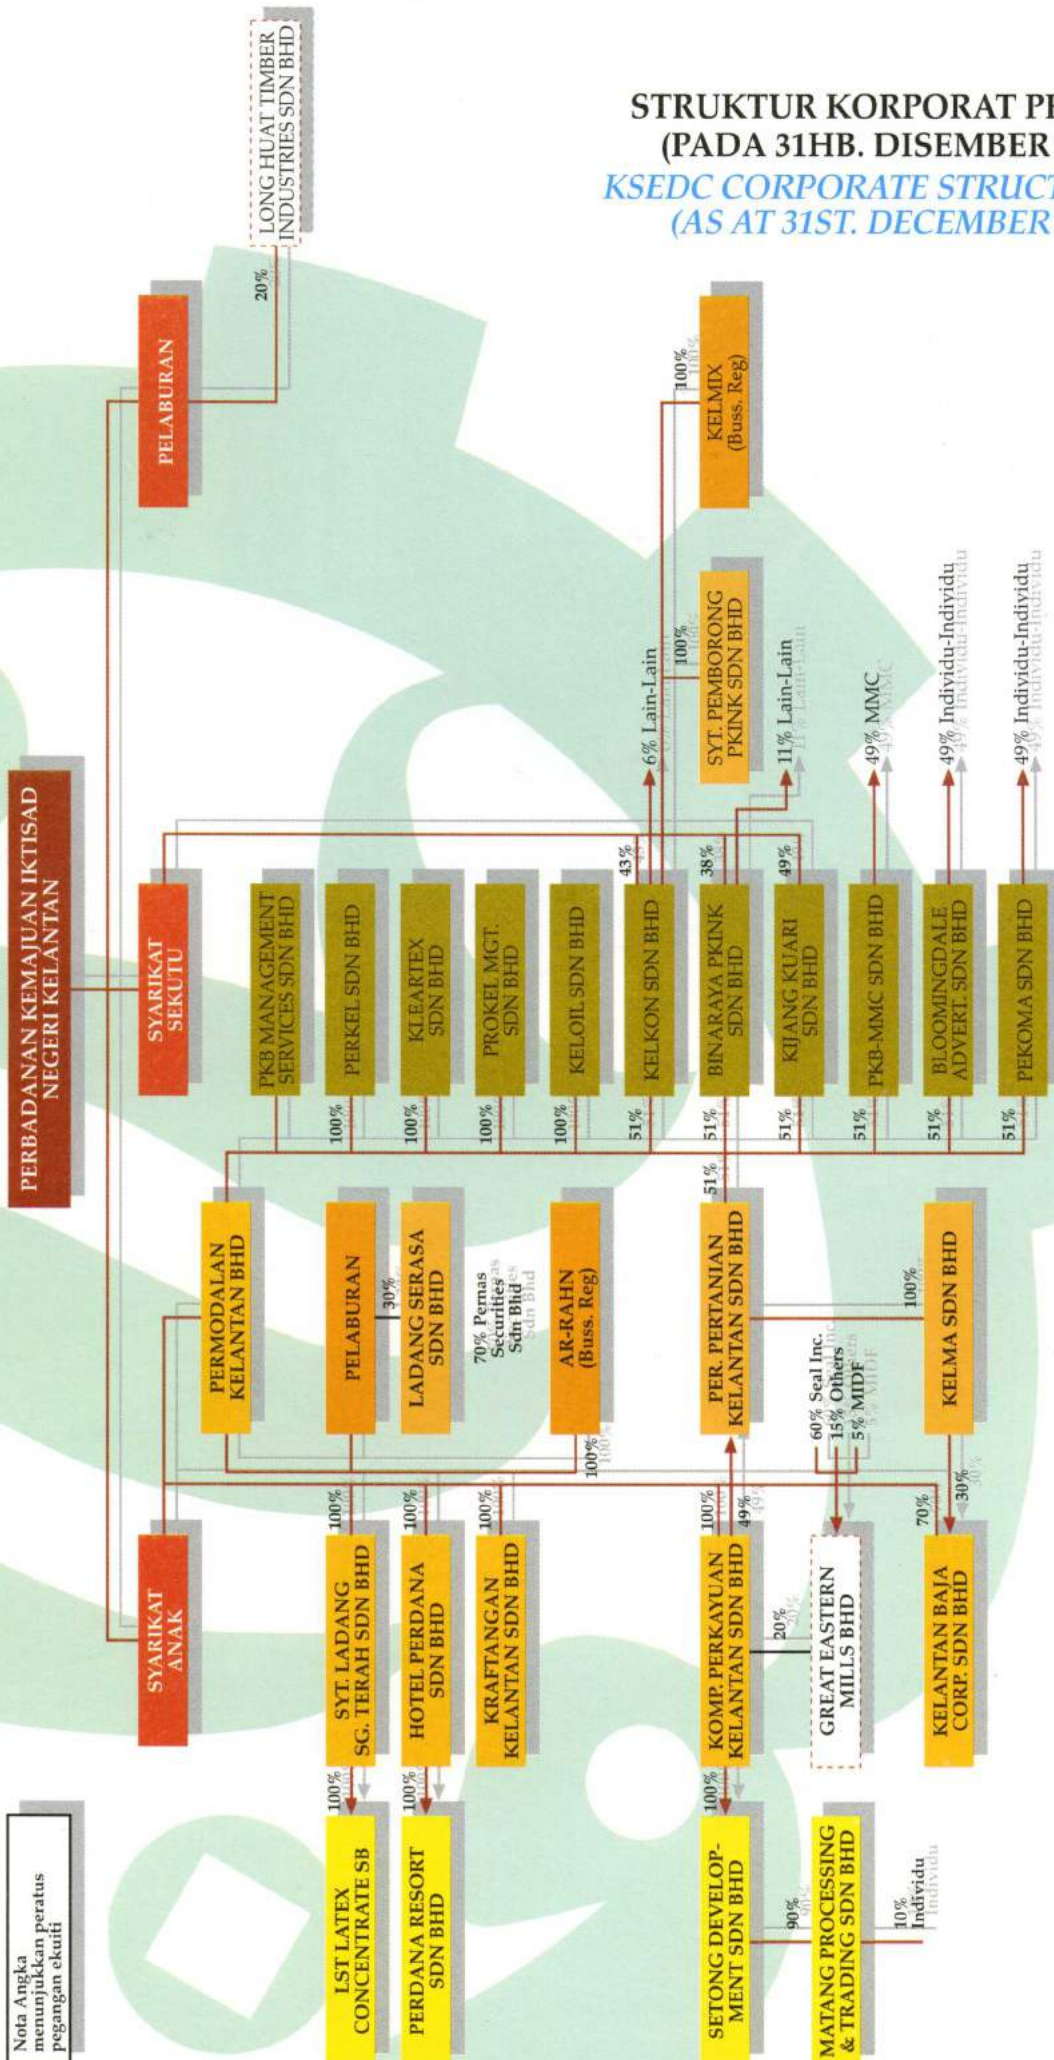 STRUKTUR KORPORAT
(PADA 31HB. DISEMBER
KSEDC CORPORATE
(AS AT 31ST. DECEMBER
Nota Angka
menunjukkan peratus
pegangan ekuiti
PERBADANAN KEMAJUAN IKTISAD
NEGERI KELANTAN
SYARIKAT
ANAK
SYARIKAT
SEKUTU
PELABURAN
20%
LONG HUAT TIMBER
INDUSTRIES SDN BHD
PERMODALAN
KELANTAN BHD
PKB MANAGEMENT
SERVICES SDN BHD
100%
LST LATEX
CONCENTRATE SB
100%
SYT. LADANG
SG. TERAH SDN BHD
100%
PELABURAN
30%
100%
PERKEL SDN BHD
PERDANA RESORT
SDN BHD
100%
HOTEL PERDANA
SDN BHD
100%
LADANG SERASA
SDN BHD
100%
KLEARTEX
SDN BHD
KRAFTANGAN
KELANTAN SDN BHD
100%
70% Pernas
Securities
Sdn Bhd
100%
PROKEL MGT.
SDN BHD
AR-RAHN
(Buss. Reg)
100%
100%
KELOIL SDN BHD
51%
KELKON SDN BHD
43%
6% Lain-Lain
100%
SYT. PEMBORONG
PKINK SDN BHD
100%
KELMIX
(Buss. Reg)
SETONG DEVELOP-
MENT SDN BHD
100%
KOMP. PERKAYUAN
KELANTAN SDN BHD
100%
49%
PER. PERTANIAN
KELANTAN SDN BHD
51%
51%
BINARAYA PKINK
SDN BHD
38%
11% Lain-Lain
90%
20%
51%
KIJANG KUARI
SDN BHD
49%
MATANG PROCESSING
& TRADING SDN BHD
10%
Individu
GREAT EASTERN
MILLS BHD
60% Seal Inc.
15% Others
5% MIDF
51%
PKB-MMC SDN BHD
49% MMC
KELANTAN BAJA
CORP. SDN BHD
70%
30%
KELMA SDN BHD
100%
51%
BLOOMINGDALE
ADVERT. SDN BHD
49% Individu-Individu
51%
PEKOMA SDN BHD
49% Individu-Individu